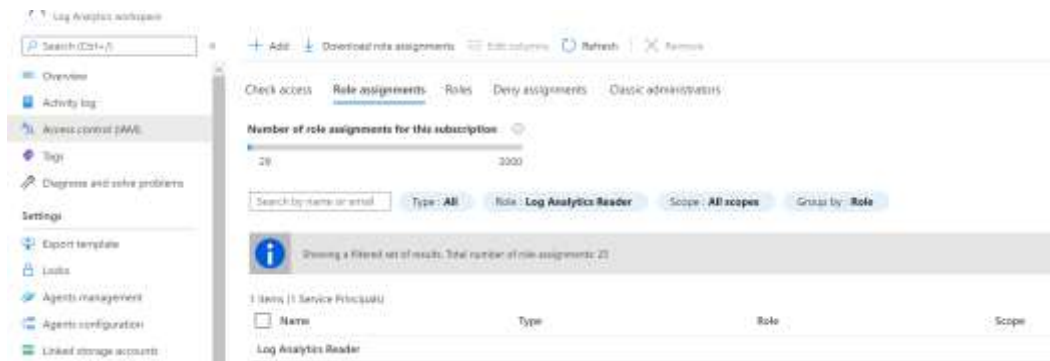 Log Analytics workspace
Search (Ctrl+/)
Overview
Activity log
Access control (IAM)
Tags
Diagnose and solve problems
Settings
Export template
Locks
Agents management
Agents configuration
Linked storage accounts
Add Download role assignments Edit columns Refresh Remove
Check access Role assignments Roles Deny assignments Classic administrators
Number of role assignments for this subscription
2000
Search by name or email Type : All Role : Log Analytics Reader Scope : All scopes Group by : Role
Showing a filtered set of results. Total number of role assignments:
1 items (1 Service Principals)
Name Type Role Scope
Log Analytics Reader